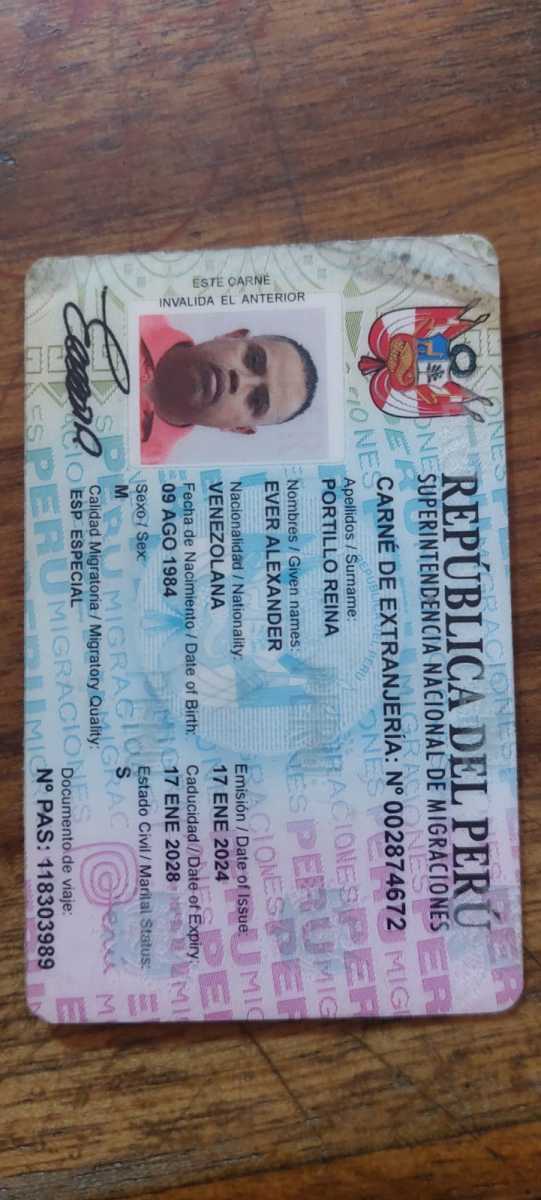 REPÚBLICA DEL PERÚ
SUPERINTENDENCIA NACIONAL DE MIGRACIONES
CARNÉ DE EXTRANJERÍA: N° 002874672
ESTE CARNÉ
INVALIDA EL ANTERIOR
Apellidos / Surname:
PORTILLO REINA
Nombres / Given names:
EVER ALEXANDER
Nacionalidad / Nationality:
VENEZOLANA
Emisión / Date of Issue:
17 ENE 2024
Fecha de Nacimiento / Date of Birth:
09 AGO 1984
Caducidad / Date of Expiry:
17 ENE 2028
Sexo / Sex:
M
Estado Civil / Marital Status:
S
Calidad Migratoria / Migratory Quality:
ESP. ESPECIAL
Documento de viaje:
N° PAS: 118303989